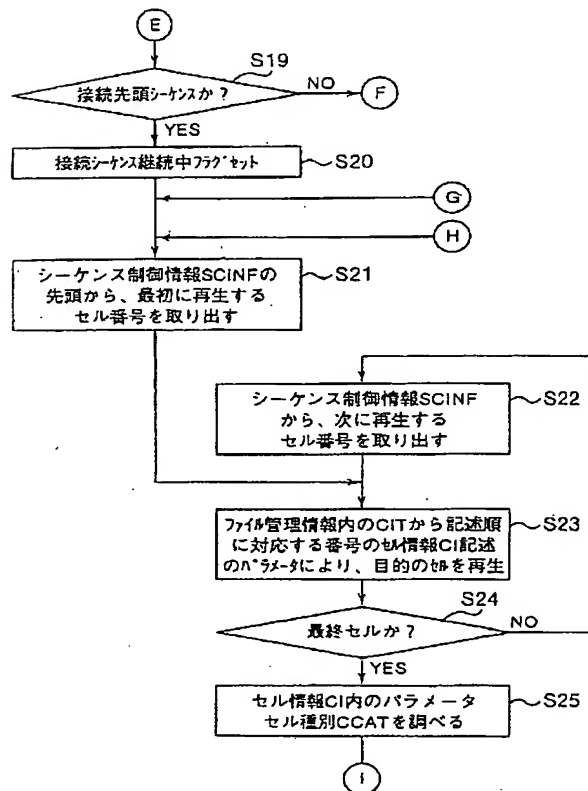 E
S19
接続先頭シーケンスか？
NO
F
YES
接続シーケンス継続中フラグセット
S20
G
H
シーケンス制御情報SCINFの
先頭から、最初に再生する
セル番号を取り出す
S21
シーケンス制御情報SCINF
から、次に再生する
セル番号を取り出す
S22
ファイル管理情報内のCITから記述順
に対応する番号のセル情報CI記述
のパラメータにより、目的のセルを再生
S23
S24
最終セルか？
NO
YES
セル情報CI内のパラメータ
セル種別CCATを調べる
S25
I